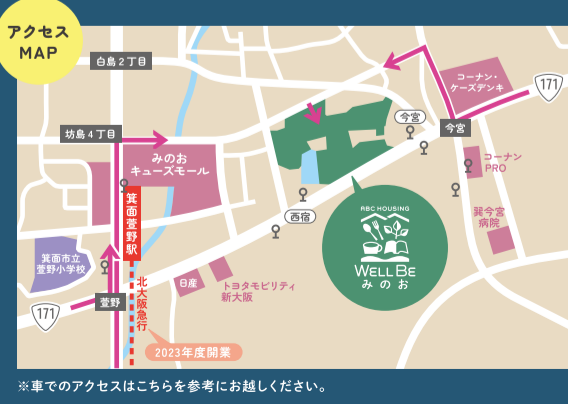 アクセス
MAP
白島2丁目
171
コーナン・
ケーズデンキ
今宮
今宮
坊島4丁目
みのお
キューズモール
コーナン
PRO
巽今宮
病院
西宿
箕面萱野駅
箕面市立
萱野小学校
ABC HOUSING
WELLBE
みのお
日産
トヨタモビリティ
新大阪
北大阪急行
萱野
171
2023年度開業
※車でのアクセスはこちらを参考にお越しください。